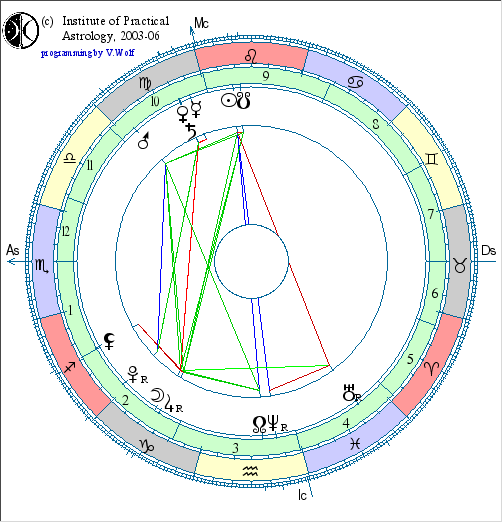 (c) Institute of Practical
Astrology, 2003-06
programming by V.Wolf
Mc
♌
9
♍
♋
10
8
☉☋
♀☿
♄
♂
♎
♊
11
7
12
As
Ds
♏
♉
6
1
5
⚸
♐
♈
♇R
2
☽♃R
♅R
4
☊♆R
3
♑
♓
♒
Ic